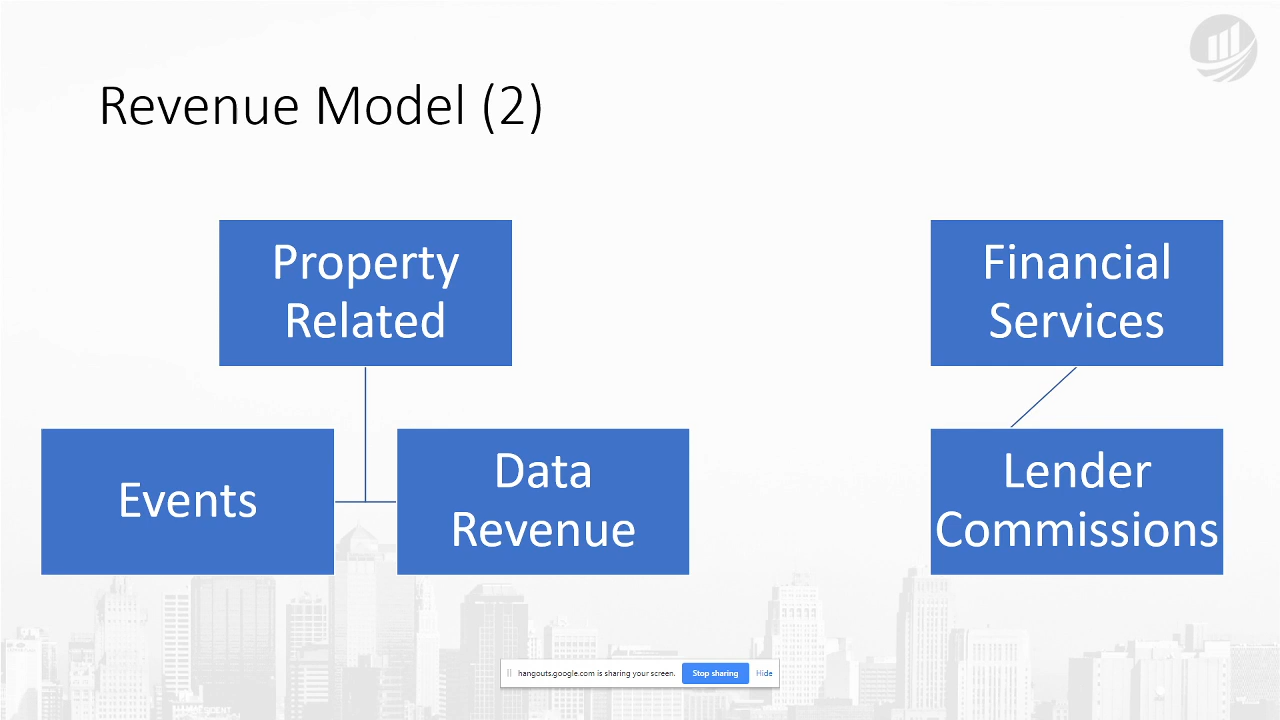 Revenue Model (2)
Property
Related
Financial
Services
Events
Data
Revenue
Lender
Commissions
hangouts.google.com is sharing your screen.
Stop sharing
Hide